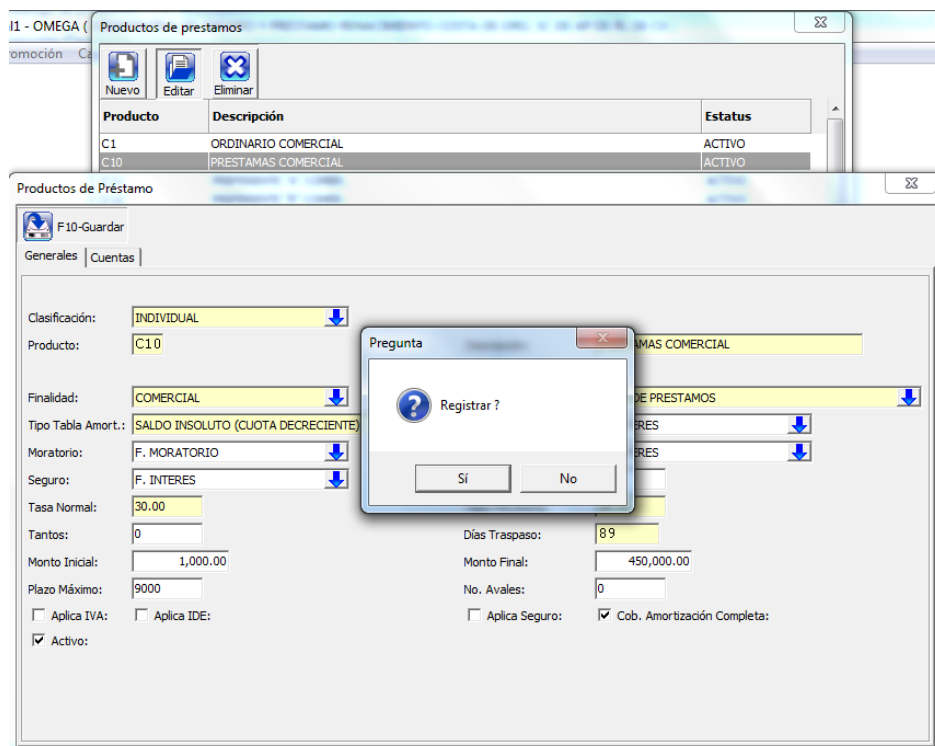 l1 - OMEGA (
Productos de prestamos
omoción Ca
Nuevo Editar Eliminar
Producto Descripción Estatus
C1 ORDINARIO COMERCIAL ACTIVO
C10 PRESTAMAS COMERCIAL ACTIVO
Productos de Préstamo
F10-Guardar
Generales Cuentas
Clasificación: INDIVIDUAL
Producto: C10 AMAS COMERCIAL
Pregunta
Registrar ?
Sí No
Finalidad: COMERCIAL DE PRESTAMOS
Tipo Tabla Amort.: SALDO INSOLUTO (CUOTA DECRECIENTE) ERES
Moratorio: F. MORATORIO ERES
Seguro: F. INTERES
Tasa Normal: 30.00
Tantos: 0 Días Traspaso: 89
Monto Inicial: 1,000.00 Monto Final: 450,000.00
Plazo Máximo: 9000 No. Avales: 0
Aplica IVA: Aplica IDE: Aplica Seguro: Cob. Amortización Completa:
Activo: